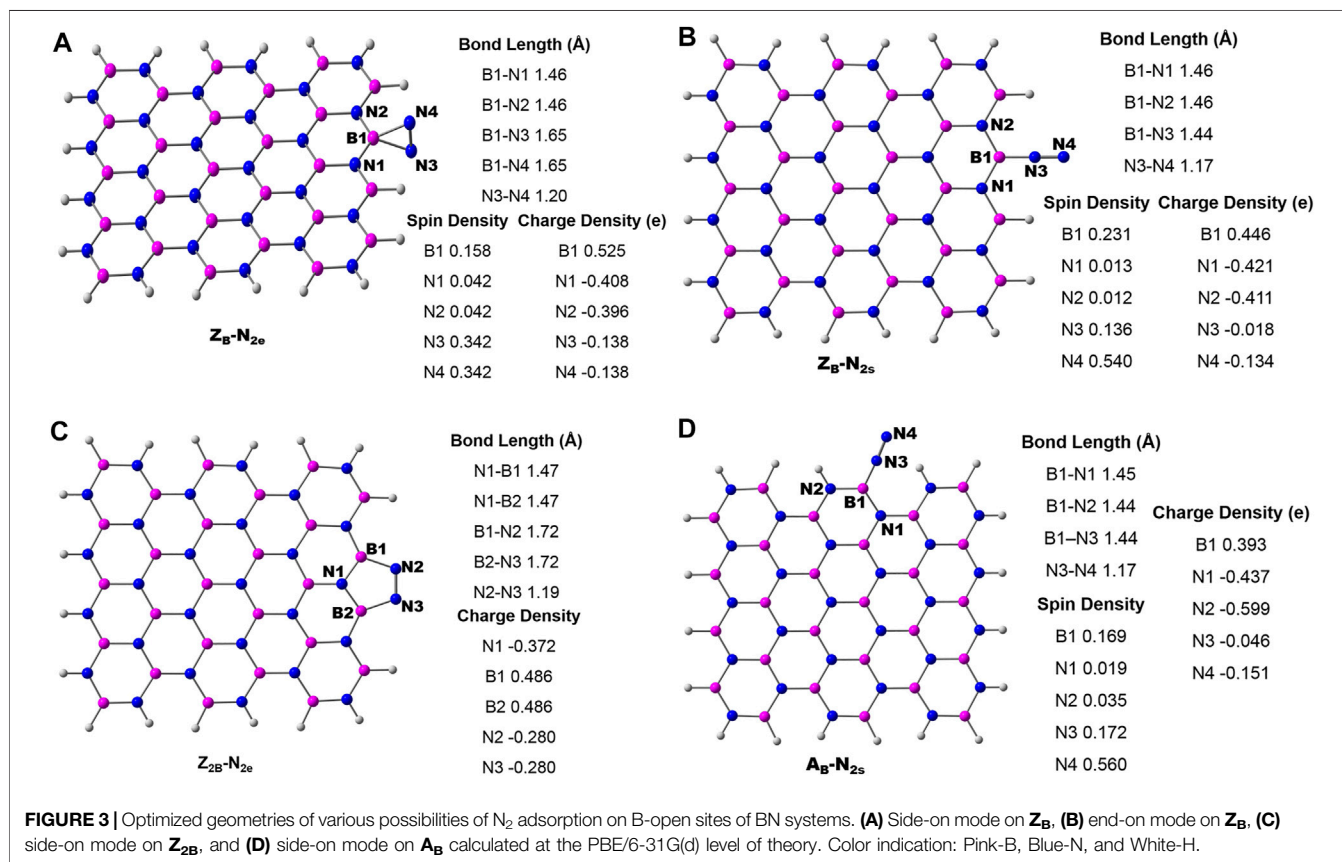 A
Bond Length (Å)
B1-N1 1.46
B1-N2 1.46
B1-N3 1.65
B1-N4 1.65
N3-N4 1.20
N2
N4
B1
N3
N1
Spin Density Charge Density (e)
B1 0.158 B1 0.525
N1 0.042 N1 -0.408
N2 0.042 N2 -0.396
N3 0.342 N3 -0.138
N4 0.342 N4 -0.138
Z_B-N_2e
B
Bond Length (Å)
B1-N1 1.46
B1-N2 1.46
B1-N3 1.44
N3-N4 1.17
N2
N4
B1
N3
N1
Spin Density Charge Density (e)
B1 0.231 B1 0.446
N1 0.013 N1 -0.421
N2 0.012 N2 -0.411
N3 0.136 N3 -0.018
N4 0.540 N4 -0.134
Z_B-N_2s
C
Bond Length (Å)
N1-B1 1.47
N1-B2 1.47
B1-N2 1.72
B2-N3 1.72
N2-N3 1.19
B1
N2
N1
N3
B2
Charge Density
N1 -0.372
B1 0.486
B2 0.486
N2 -0.280
N3 -0.280
Z_2B-N_2e
D
N4
N3
N2
B1
N1
Bond Length (Å)
B1-N1 1.45
B1-N2 1.44
B1–N3 1.44
N3-N4 1.17
Spin Density
B1 0.169
N1 0.019
N2 0.035
N3 0.172
N4 0.560
Charge Density (e)
B1 0.393
N1 -0.437
N2 -0.599
N3 -0.046
N4 -0.151
A_B-N_2s
FIGURE 3 | Optimized geometries of various possibilities of N2 adsorption on B-open sites of BN systems. (A) Side-on mode on Z_B, (B) end-on mode on Z_B, (C)
side-on mode on Z_2B, and (D) side-on mode on A_B calculated at the PBE/6-31G(d) level of theory. Color indication: Pink-B, Blue-N, and White-H.